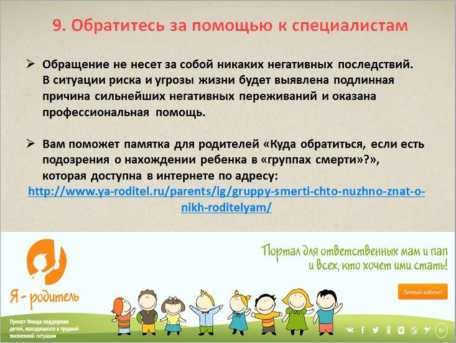 9. Обратитесь за помощью к специалистам
Обращение не несет за собой никаких негативных последствий.
В ситуации риска и угрозы жизни будет выявлена подлинная
причина сильнейших негативных переживаний и оказана
профессиональная помощь.
Вам поможет памятка для родителей «Куда обратиться, если есть
подозрения о нахождении ребенка в «группах смерти»?»,
которая доступна в интернете по адресу:
http://www.ya-roditel.ru/parents/ig/gruppy-smerti-chto-nuzhno-znat-o-
nikh-roditelyam/
Портал для ответственных мам и пап
и всех, кто хочет ими стать!
Я - родитель
Личный кабинет
Проект Фонда поддержки
детей, находящихся в трудной
жизненной ситуации